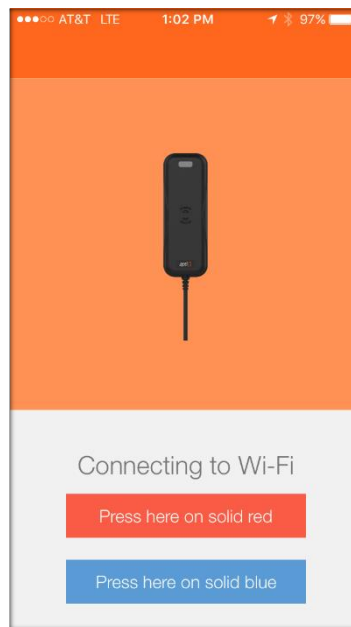 AT&T LTE 1:02 PM 97%
Connecting to Wi-Fi
Press here on solid red
Press here on solid blue